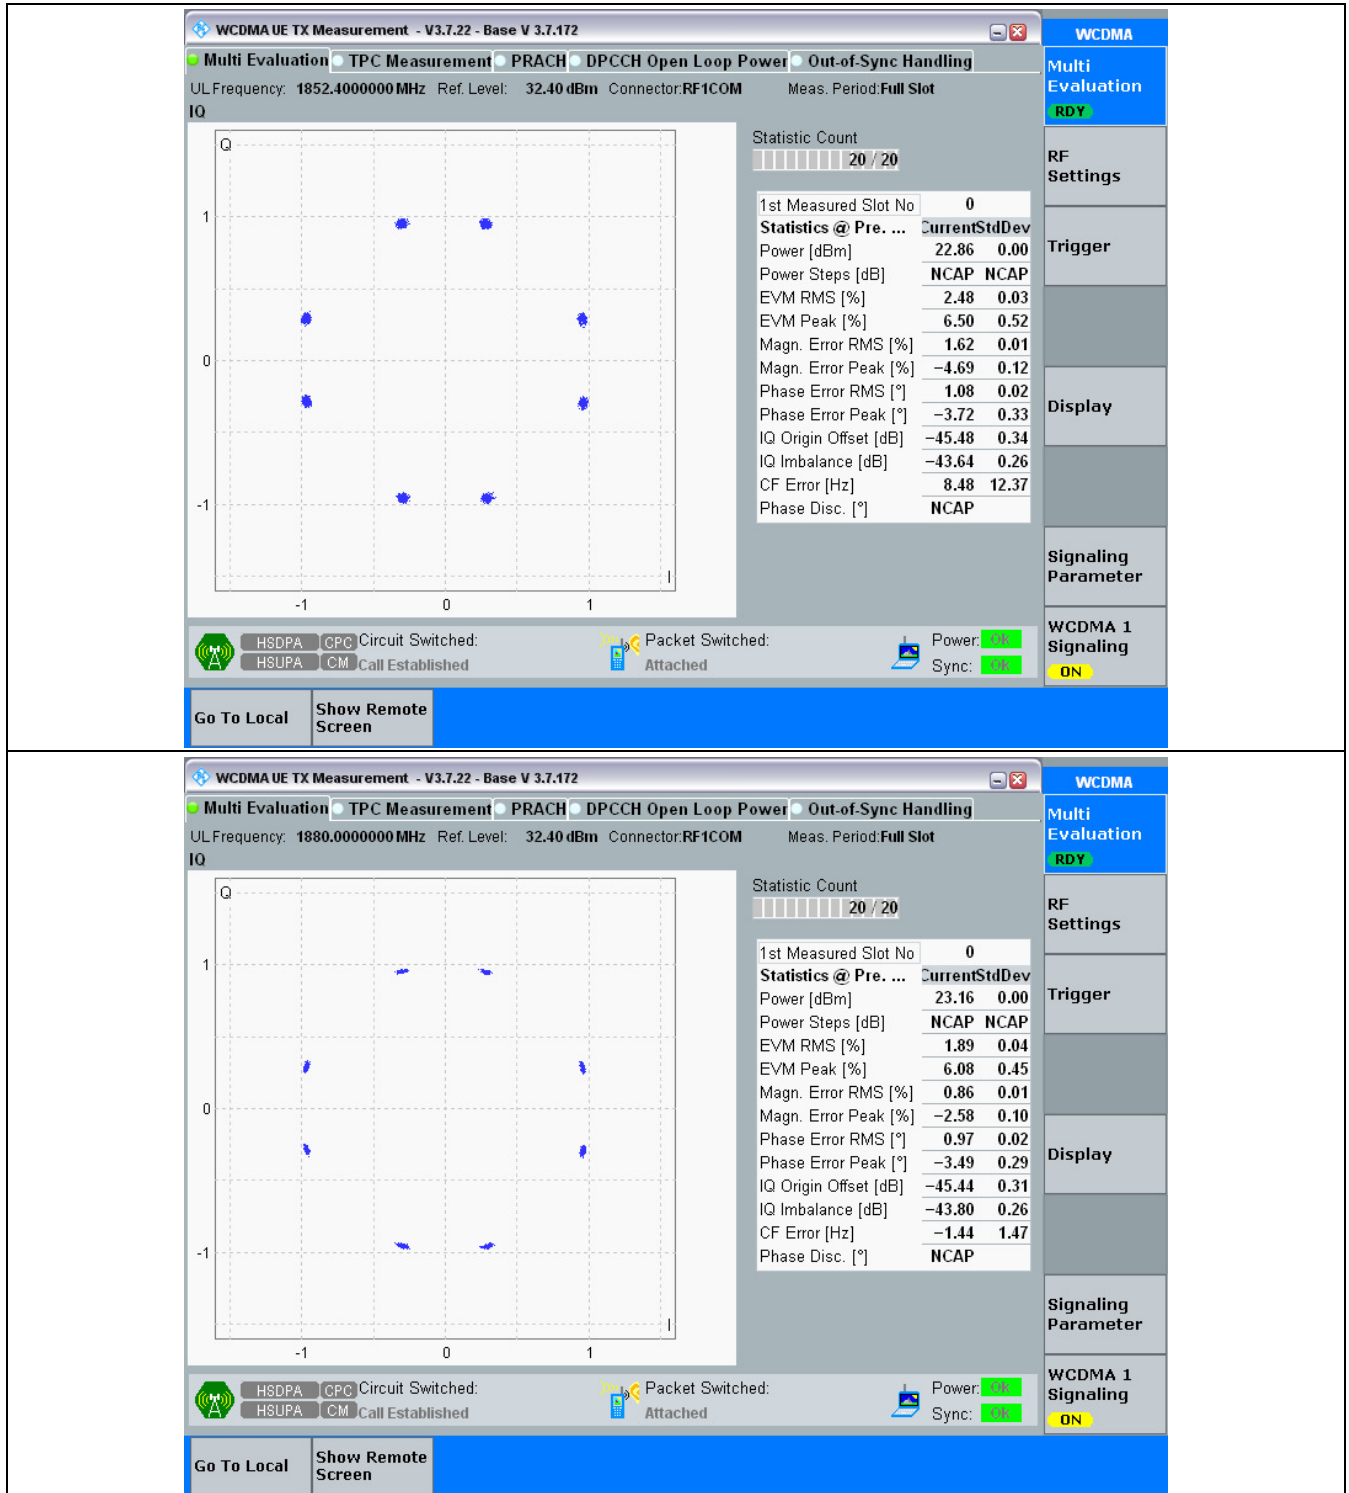 WCDMA UE TX Measurement - V3.7.22 - Base V 3.7.172
WCDMA
Multi Evaluation TPC Measurement PRACH DPCCH Open Loop Power Out-of-Sync Handling
Multi
Evaluation
RDY
UL Frequency: 1852.4000000 MHz Ref. Level: 32.40 dBm Connector:RF1COM Meas. Period:Full Slot
IQ
Q
1
0
-1
-1 0 1
I
Statistic Count
20 / 20
1st Measured Slot No 0
Statistics @ Pre. ... Current StdDev
Power [dBm] 22.86 0.00
Power Steps [dB] NCAP NCAP
EVM RMS [%] 2.48 0.03
EVM Peak [%] 6.50 0.52
Magn. Error RMS [%] 1.62 0.01
Magn. Error Peak [%] −4.69 0.12
Phase Error RMS [°] 1.08 0.02
Phase Error Peak [°] −3.72 0.33
IQ Origin Offset [dB] −45.48 0.34
IQ Imbalance [dB] −43.64 0.26
CF Error [Hz] 8.48 12.37
Phase Disc. [°] NCAP
RF
Settings
Trigger
Display
Signaling
Parameter
WCDMA 1
Signaling
ON
HSDPA CPC Circuit Switched: Packet Switched: Power: Ok
HSUPA CM Call Established Attached Sync: Ok
Go To Local
Show Remote
Screen
WCDMA UE TX Measurement - V3.7.22 - Base V 3.7.172
WCDMA
Multi Evaluation TPC Measurement PRACH DPCCH Open Loop Power Out-of-Sync Handling
Multi
Evaluation
RDY
UL Frequency: 1880.0000000 MHz Ref. Level: 32.40 dBm Connector:RF1COM Meas. Period:Full Slot
IQ
Q
1
0
-1
-1 0 1
I
Statistic Count
20 / 20
1st Measured Slot No 0
Statistics @ Pre. ... Current StdDev
Power [dBm] 23.16 0.00
Power Steps [dB] NCAP NCAP
EVM RMS [%] 1.89 0.04
EVM Peak [%] 6.08 0.45
Magn. Error RMS [%] 0.86 0.01
Magn. Error Peak [%] −2.58 0.10
Phase Error RMS [°] 0.97 0.02
Phase Error Peak [°] −3.49 0.29
IQ Origin Offset [dB] −45.44 0.31
IQ Imbalance [dB] −43.80 0.26
CF Error [Hz] −1.44 1.47
Phase Disc. [°] NCAP
RF
Settings
Trigger
Display
Signaling
Parameter
WCDMA 1
Signaling
ON
HSDPA CPC Circuit Switched: Packet Switched: Power: Ok
HSUPA CM Call Established Attached Sync: Ok
Go To Local
Show Remote
Screen